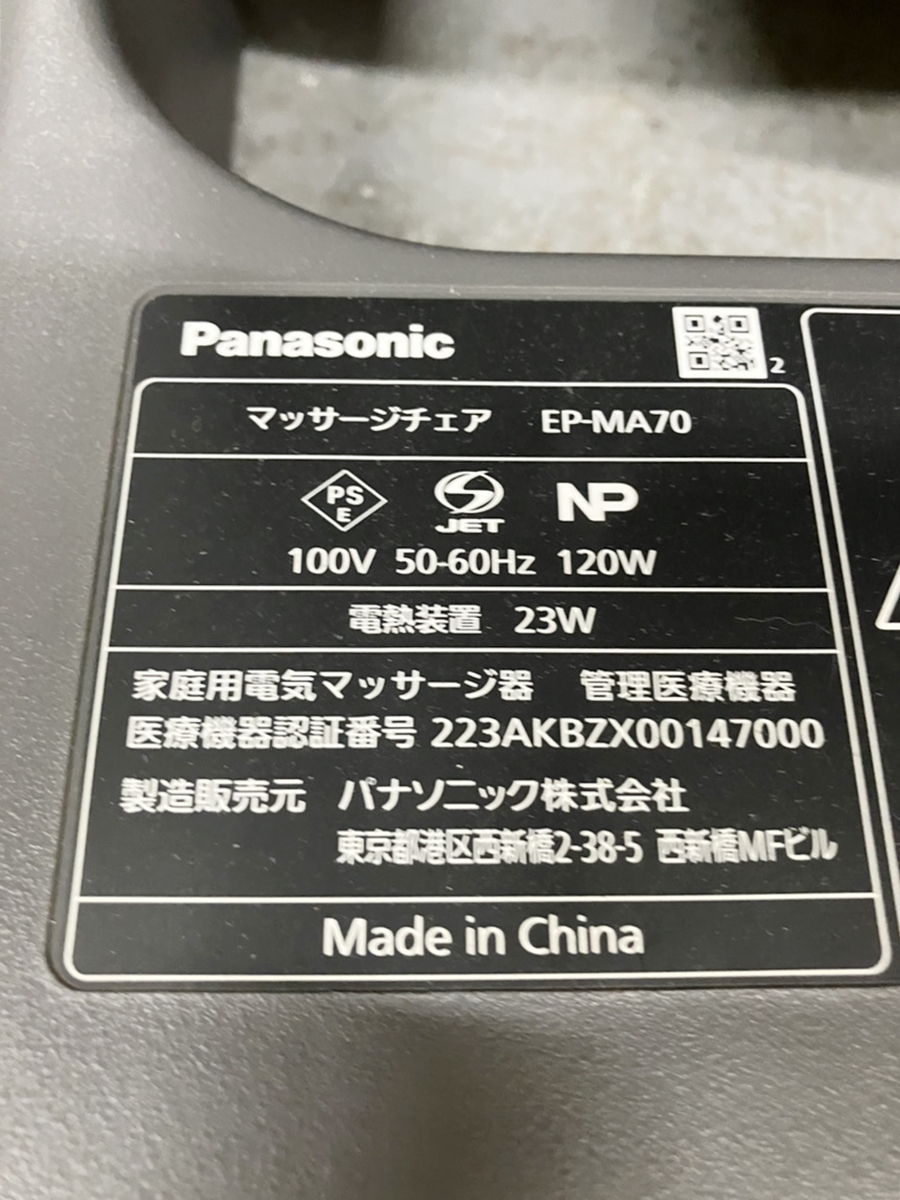 Panasonic
2
マッサージチェア EP-MA70
PS E JET NP
100V 50-60Hz 120W
電熱装置 23W
家庭用電気マッサージ器 管理医療機器
医療機器認証番号 223AKBZX00147000
製造販売元 パナソニック株式会社
東京都港区西新橋2-38-5 西新橋MFビル
Made in China